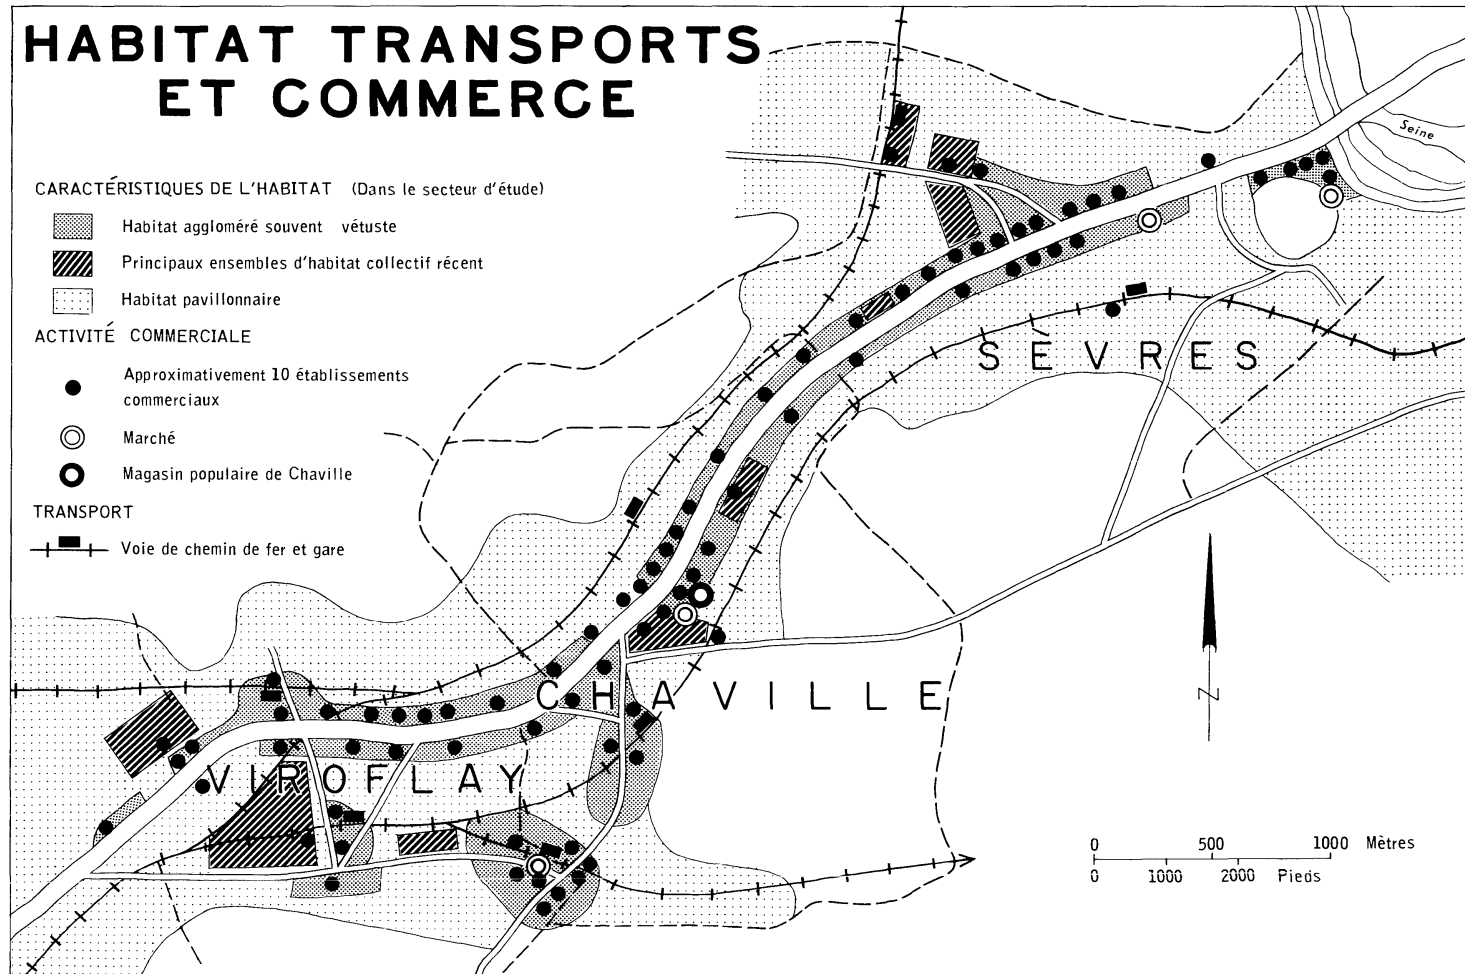 HABITAT TRANSPORTS
ET COMMERCE
CARACTÉRISTIQUES DE L'HABITAT (Dans le secteur d'étude)
Habitat aggloméré souvent vétuste
Principaux ensembles d'habitat collectif récent
Habitat pavillonnaire
ACTIVITÉ COMMERCIALE
Approximativement 10 établissements
commerciaux
Marché
Magasin populaire de Chaville
TRANSPORT
Voie de chemin de fer et gare
Seine
SÈVRES
CHAVILLE
VIROFLAY
N
0 500 1000 Mètres
0 1000 2000 Pieds